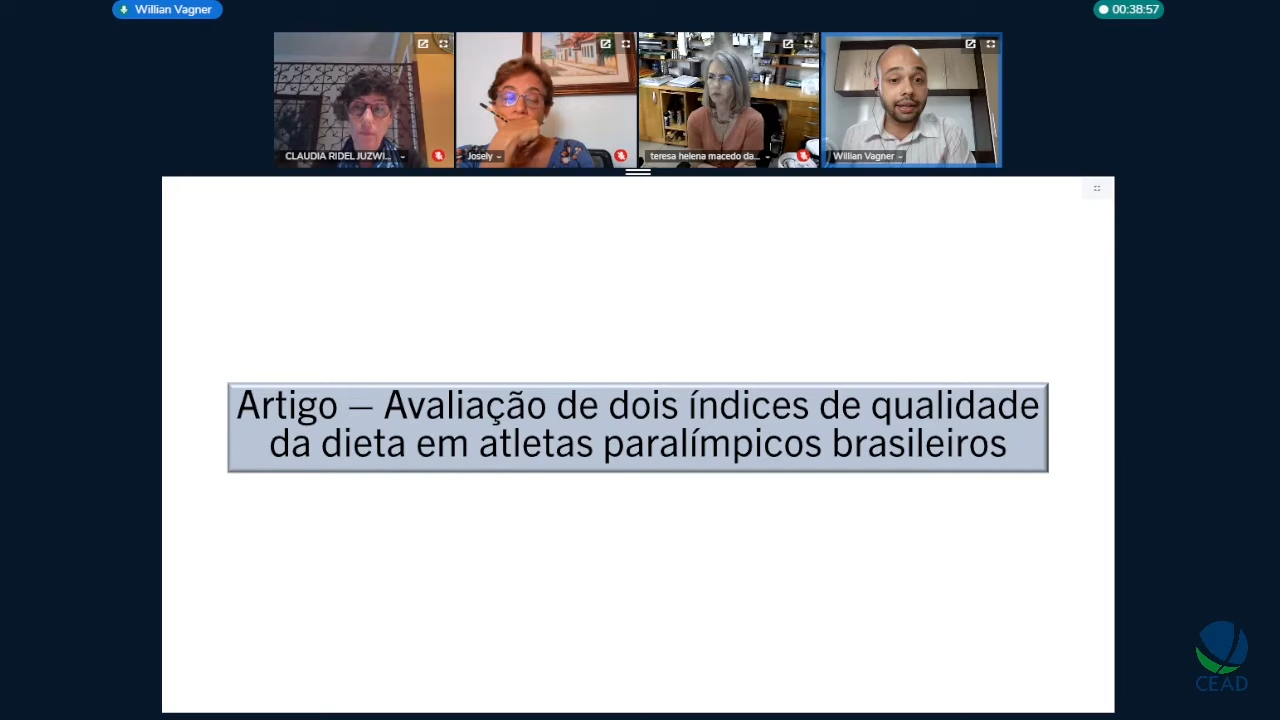 Willian Vagner
00:38:57
CLAUDIA RIDEL JUZWI...
Josely
teresa helena macedo da...
Willian Vagner
Artigo – Avaliação de dois índices de qualidade
da dieta em atletas paralímpicos brasileiros
CEAD